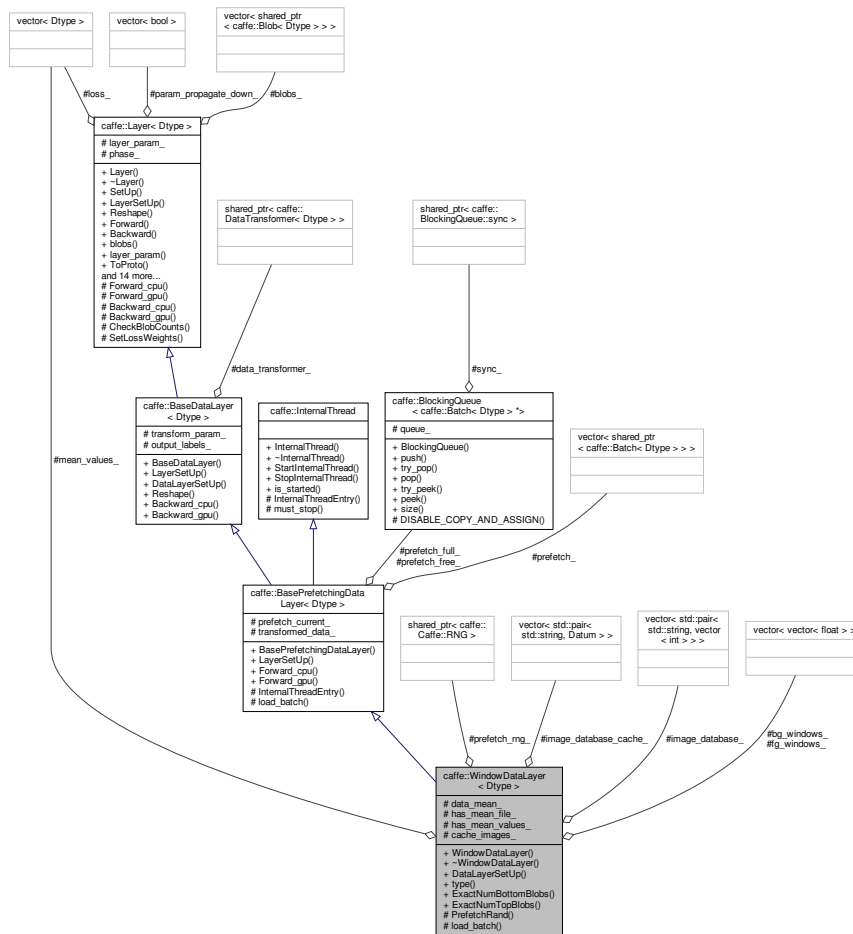 vector< Dtype >
vector< bool >
vector< shared_ptr
< caffe::Blob< Dtype > > >
#loss_
#param_propagate_down_
#blobs_
caffe::Layer< Dtype >
# layer_param_
# phase_
+ Layer()
+ ~Layer()
+ SetUp()
+ LayerSetUp()
+ Reshape()
+ Forward()
+ Backward()
+ blobs()
+ layer_param()
+ ToProto()
and 14 more...
# Forward_cpu()
# Forward_gpu()
# Backward_cpu()
# Backward_gpu()
# CheckBlobCounts()
# SetLossWeights()
shared_ptr< caffe::
DataTransformer< Dtype > >
shared_ptr< caffe::
BlockingQueue::sync >
#data_transformer_
#sync_
caffe::BaseDataLayer
< Dtype >
# transform_param_
# output_labels_
+ BaseDataLayer()
+ LayerSetUp()
+ DataLayerSetUp()
+ Reshape()
+ Backward_cpu()
+ Backward_gpu()
caffe::InternalThread
+ InternalThread()
+ ~InternalThread()
+ StartInternalThread()
+ StopInternalThread()
+ is_started()
# InternalThreadEntry()
# must_stop()
caffe::BlockingQueue
< caffe::Batch< Dtype > *>
# queue_
+ BlockingQueue()
+ push()
+ try_pop()
+ pop()
+ try_peek()
+ peek()
+ size()
# DISABLE_COPY_AND_ASSIGN()
vector< shared_ptr
< caffe::Batch< Dtype > > >
#mean_values_
#prefetch_full_
#prefetch_free_
#prefetch_
caffe::BasePrefetchingData
Layer< Dtype >
# prefetch_current_
# transformed_data_
+ BasePrefetchingDataLayer()
+ LayerSetUp()
+ Forward_cpu()
+ Forward_gpu()
# InternalThreadEntry()
# load_batch()
shared_ptr< caffe::
Caffe::RNG >
vector< std::pair<
std::string, Datum > >
vector< std::pair<
std::string, vector
< int > > >
vector< vector< float > >
#prefetch_rng_
#image_database_cache_
#image_database_
#bg_windows_
#fg_windows_
caffe::WindowDataLayer
< Dtype >
# data_mean_
# has_mean_file_
# has_mean_values_
# cache_images_
+ WindowDataLayer()
+ ~WindowDataLayer()
+ DataLayerSetUp()
+ type()
+ ExactNumBottomBlobs()
+ ExactNumTopBlobs()
# PrefetchRand()
# load_batch()